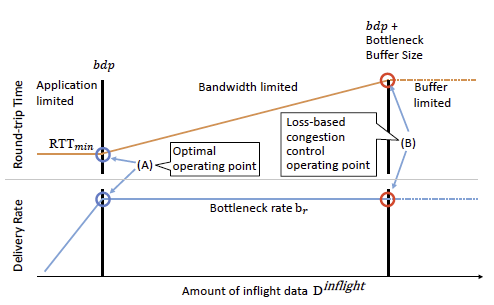 bdp +
Bottleneck
Buffer Size
bdp
Application
limited
Bandwidth limited
Buffer
limited
Round-trip Time
RTTmin
(A)
Optimal
operating point
Loss-based
congestion
control
operating point
(B)
Delivery Rate
Bottleneck rate br
Amount of inflight data D^inflight